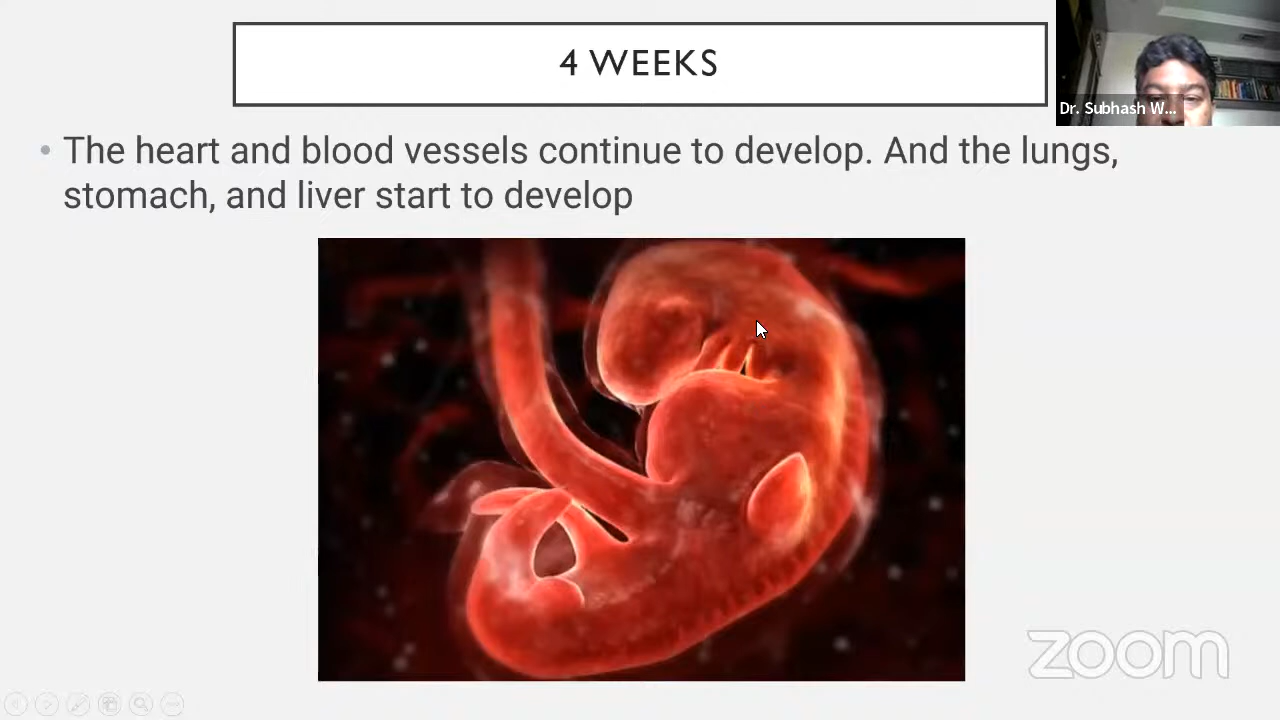 4 WEEKS
Dr. Subhash W...
• The heart and blood vessels continue to develop. And the lungs,
stomach, and liver start to develop
zoom